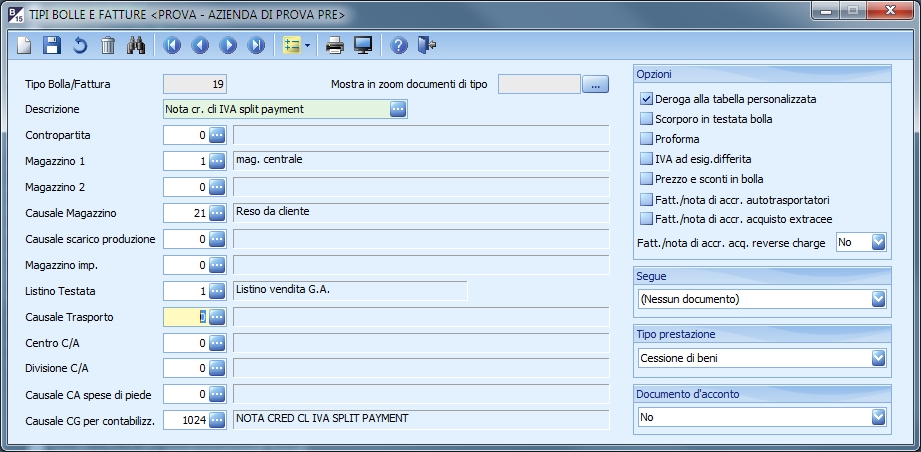 B 15 TIPI BOLLE E FATTURE <PROVA - AZIENDA DI PROVA PRE>
Tipo Bolla/Fattura 19 Mostra in zoom documenti di tipo ...
Descrizione Nota cr. cli IVA split payment
Contropartita 0
Magazzino 1 1 mag. centrale
Magazzino 2 0
Causale Magazzino 21 Reso da cliente
Causale scarico produzione 0
Magazzino imp. 0
Listino Testata 1 Listino vendita G.A.
Causale Trasporto 0
Centro C/A 0
Divisione C/A 0
Causale CA spese di piede 0
Causale CG per contabilizz. 1024 NOTA CRED CL IVA SPLIT PAYMENT
Opzioni
Deroga alla tabella personalizzata
Scorporo in testata bolla
Proforma
IVA ad esig.differita
Prezzo e sconti in bolla
Fatt./nota di accr. autotrasportatori
Fatt./nota di accr. acquisto extracee
Fatt./nota di accr. acq. reverse charge No
Segue
(Nessun documento)
Tipo prestazione
Cessione di beni
Documento d'acconto
No